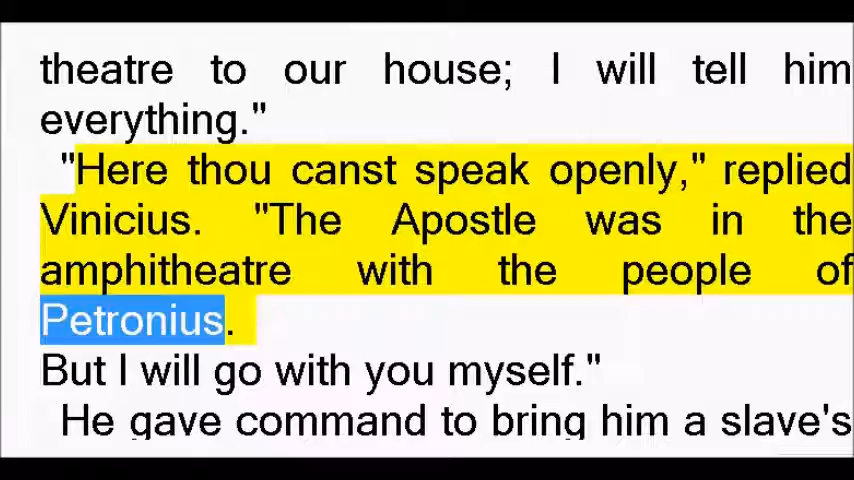 theatre to our house; I will tell him
everything."
"Here thou canst speak openly," replied
Vinicius. "The Apostle was in the
amphitheatre with the people of
Petronius.
But I will go with you myself."
He gave command to bring him a slave's